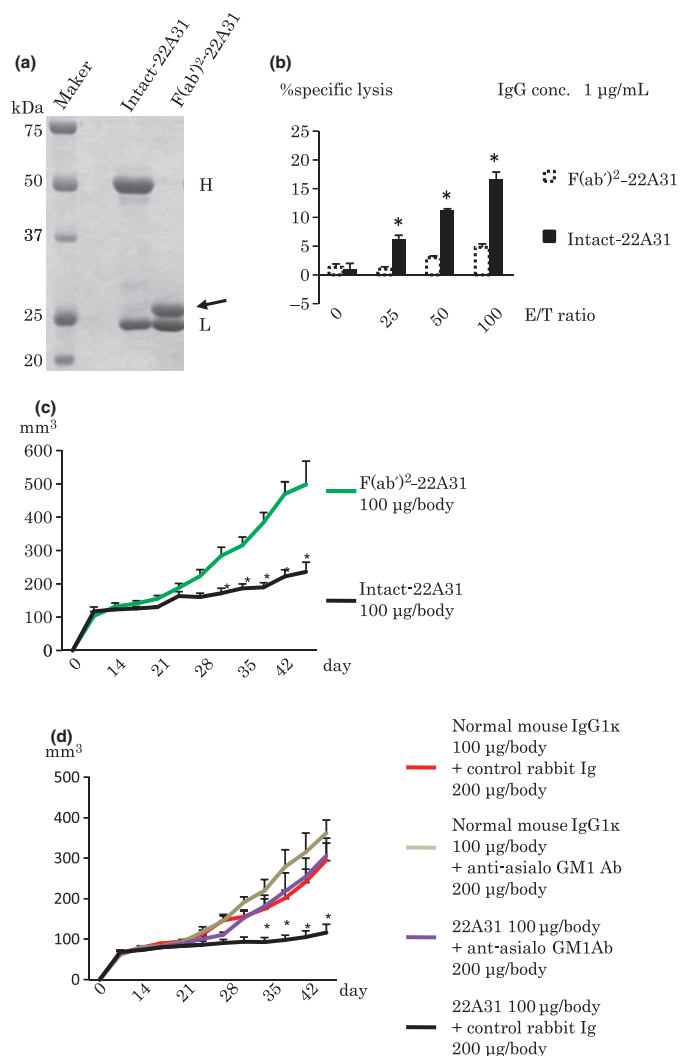 (a)
Maker
Intact-22A31
F(ab′)²-22A31
kDa
75
50
37
25
20
H
L
(b)
%specific lysis
IgG conc. 1 µg/mL
25
20
15
10
5
0
−5
*
*
*
0
25
50
100
E/T ratio
F(ab′)²-22A31
Intact-22A31
(c)
mm³
600
500
400
300
200
100
0
* * * * *
0
14
21
28
35
42
day
F(ab′)²-22A31
100 µg/body
Intact-22A31
100 µg/body
(d)
mm³
500
400
300
200
100
0
* * * *
0
14
21
28
35
42
day
Normal mouse IgG1κ
100 µg/body
+ control rabbit Ig
200 µg/body
Normal mouse IgG1κ
100 µg/body
+ anti-asialo GM1 Ab
200 µg/body
22A31 100 µg/body
+ ant-asialo GM1Ab
200 µg/body
22A31 100 µg/body
+ control rabbit Ig
200 µg/body